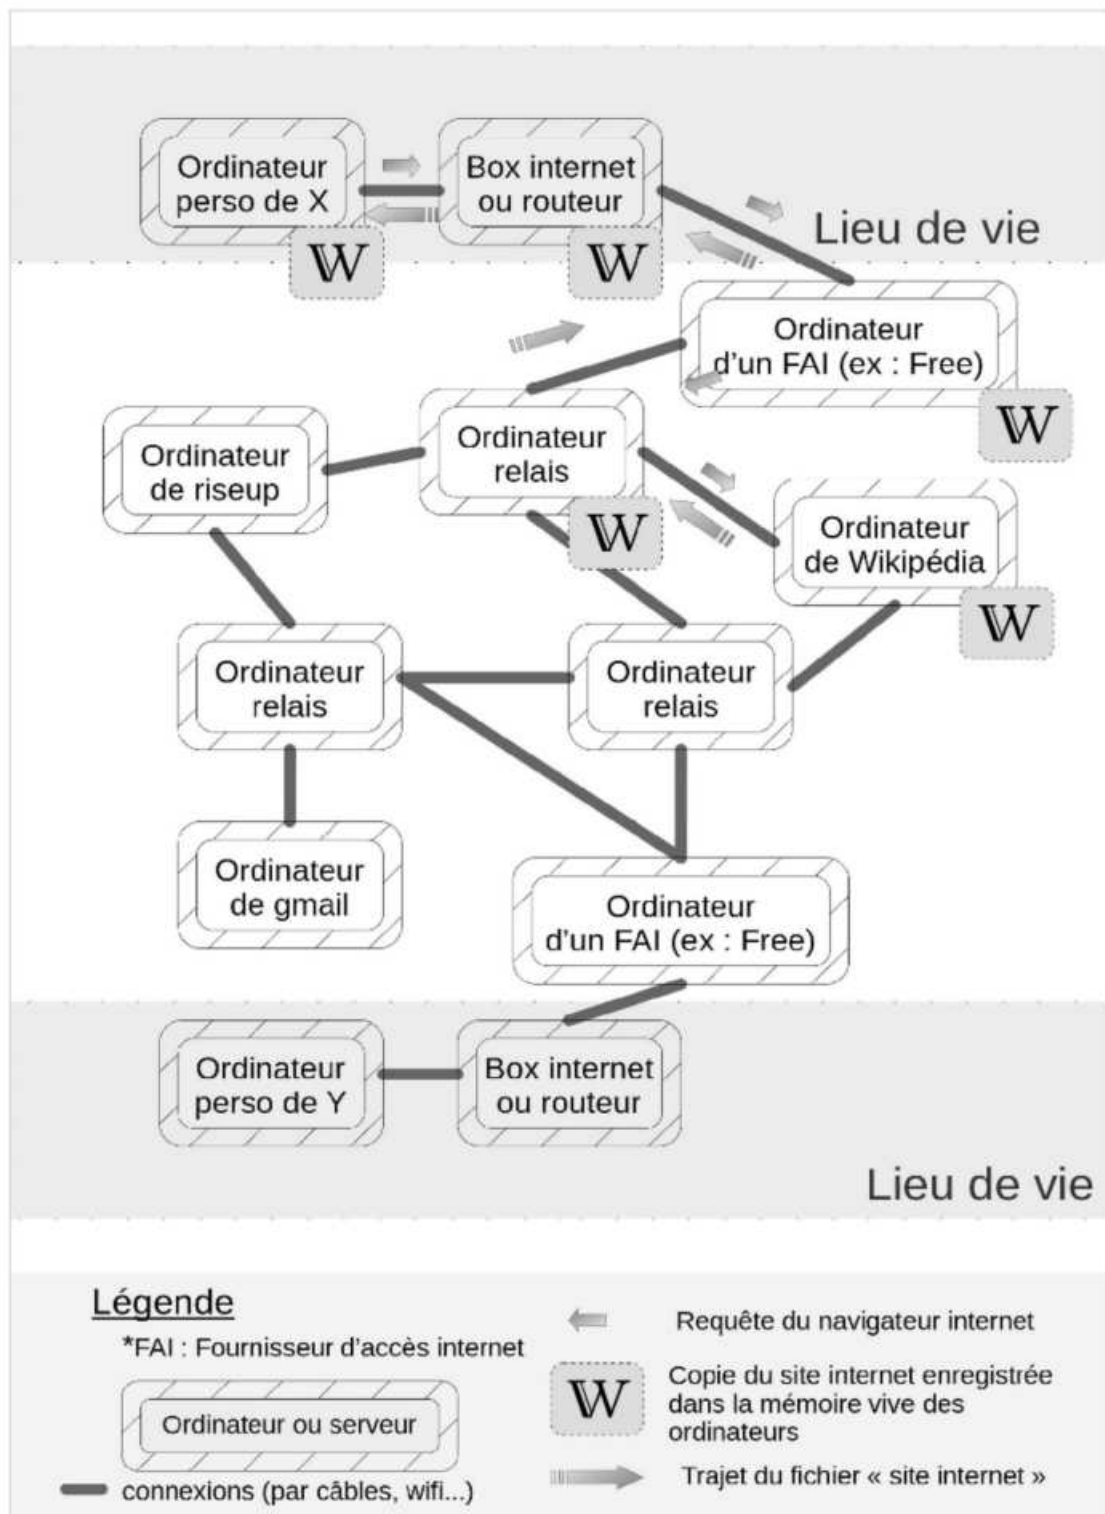 Ordinateur
perso de X
Box internet
ou routeur
Lieu de vie
W
W
Ordinateur
d'un FAI (ex : Free)
W
Ordinateur
relais
Ordinateur
de riseup
W
Ordinateur
de Wikipédia
W
Ordinateur
relais
Ordinateur
relais
Ordinateur
de gmail
Ordinateur
d'un FAI (ex : Free)
Ordinateur
perso de Y
Box internet
ou routeur
Lieu de vie
Légende
*FAI : Fournisseur d'accès internet
Ordinateur ou serveur
connexions (par câbles, wifi...)
Requête du navigateur internet
W
Copie du site internet enregistrée
dans la mémoire vive des
ordinateurs
Trajet du fichier « site internet »